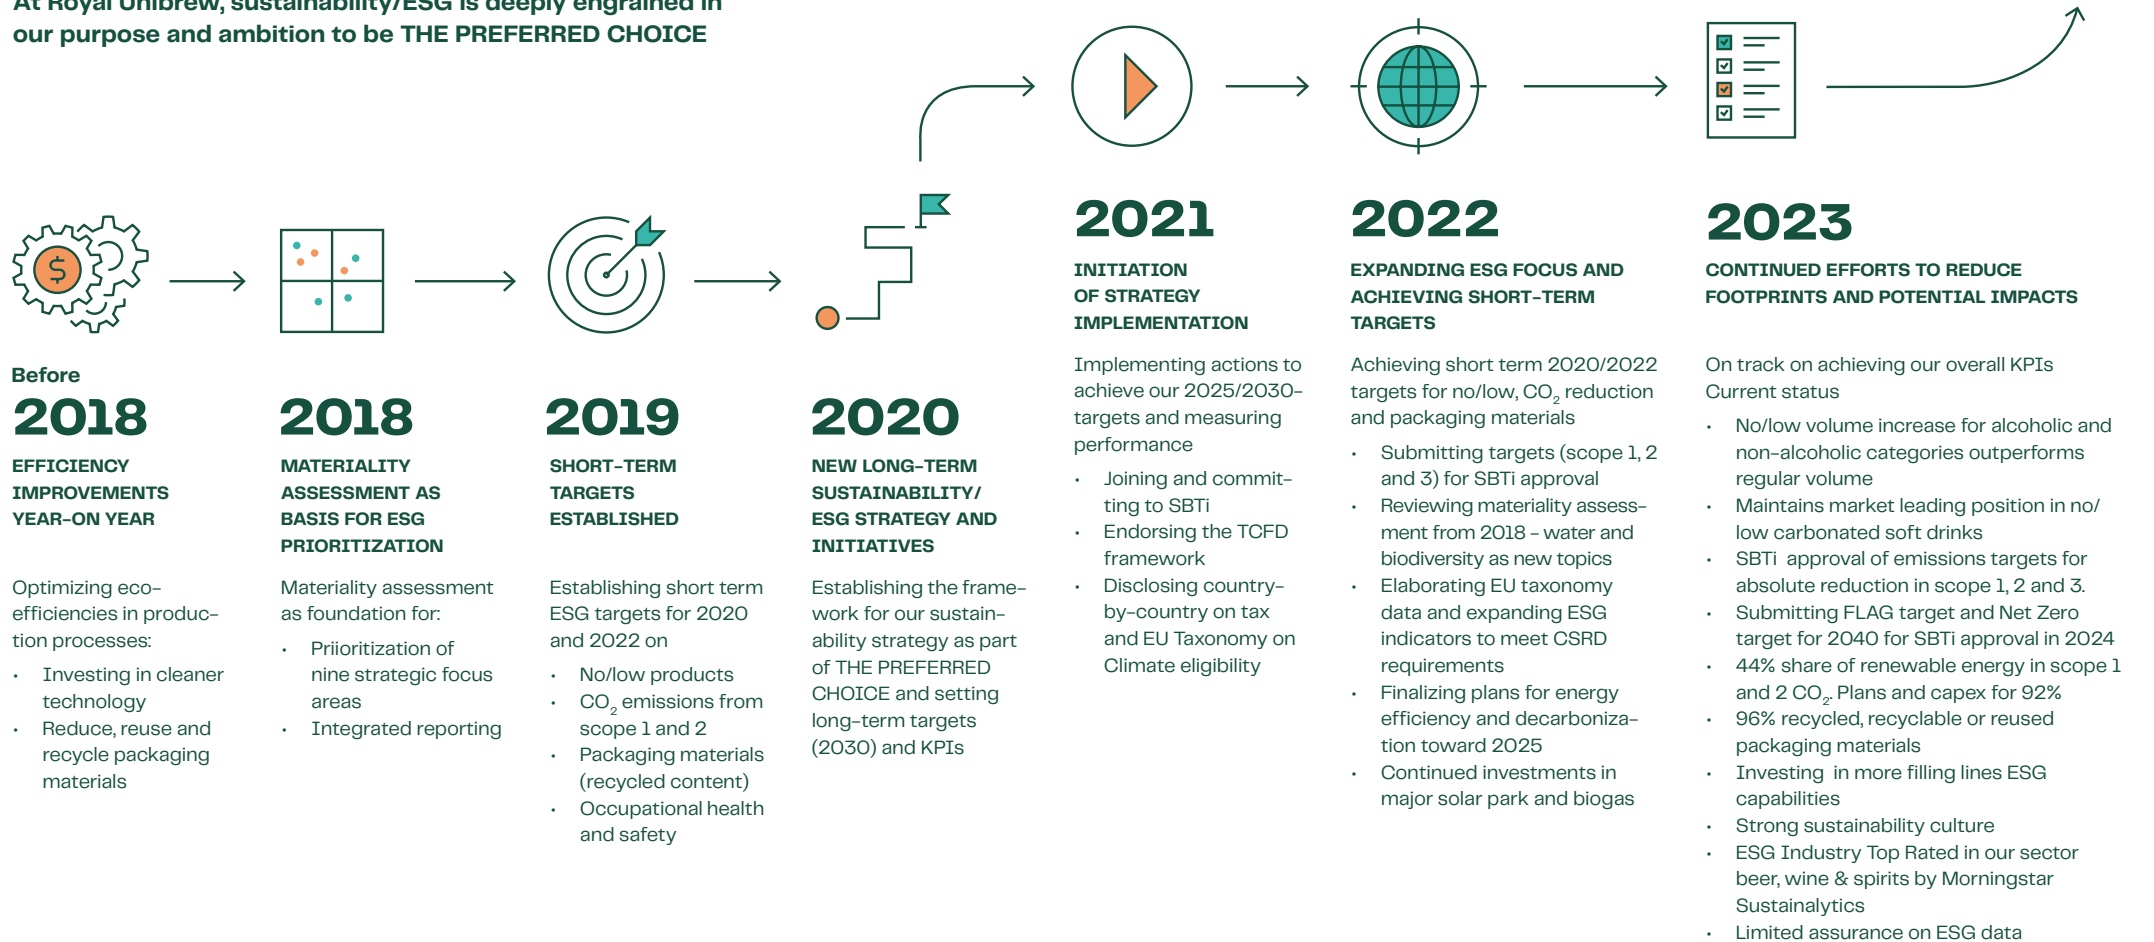 At Royal Unibrew, sustainability/ESG is deeply engrained in
our purpose and ambition to be THE PREFERRED CHOICE
Before
2018
EFFICIENCY
IMPROVEMENTS
YEAR-ON YEAR
Optimizing eco-
efficiencies in produc-
tion processes:
• Investing in cleaner
technology
• Reduce, reuse and
recycle packaging
materials
2018
MATERIALITY
ASSESSMENT AS
BASIS FOR ESG
PRIORITIZATION
Materiality assessment
as foundation for:
• Priioritization of
nine strategic focus
areas
• Integrated reporting
2019
SHORT-TERM
TARGETS
ESTABLISHED
Establishing short term
ESG targets for 2020
and 2022 on
• No/low products
• CO₂ emissions from
scope 1 and 2
• Packaging materials
(recycled content)
• Occupational health
and safety
2020
NEW LONG-TERM
SUSTAINABILITY/
ESG STRATEGY AND
INITIATIVES
Establishing the frame-
work for our sustain-
ability strategy as part
of THE PREFERRED
CHOICE and setting
long-term targets
(2030) and KPIs
2021
INITIATION
OF STRATEGY
IMPLEMENTATION
Implementing actions to
achieve our 2025/2030-
targets and measuring
performance
• Joining and commit-
ting to SBTi
• Endorsing the TCFD
framework
• Disclosing country-
by-country on tax
and EU Taxonomy on
Climate eligibility
2022
EXPANDING ESG FOCUS AND
ACHIEVING SHORT-TERM
TARGETS
Achieving short term 2020/2022
targets for no/low, CO₂ reduction
and packaging materials
• Submitting targets (scope 1, 2
and 3) for SBTi approval
• Reviewing materiality assess-
ment from 2018 - water and
biodiversity as new topics
• Elaborating EU taxonomy
data and expanding ESG
indicators to meet CSRD
requirements
• Finalizing plans for energy
efficiency and decarboniza-
tion toward 2025
• Continued investments in
major solar park and biogas
2023
CONTINUED EFFORTS TO REDUCE
FOOTPRINTS AND POTENTIAL IMPACTS
On track on achieving our overall KPIs
Current status
• No/low volume increase for alcoholic and
non-alcoholic categories outperforms
regular volume
• Maintains market leading position in no/
low carbonated soft drinks
• SBTi approval of emissions targets for
absolute reduction in scope 1, 2 and 3.
• Submitting FLAG target and Net Zero
target for 2040 for SBTi approval in 2024
• 44% share of renewable energy in scope 1
and 2 CO₂. Plans and capex for 92%
• 96% recycled, recyclable or reused
packaging materials
• Investing in more filling lines ESG
capabilities
• Strong sustainability culture
• ESG Industry Top Rated in our sector
beer, wine & spirits by Morningstar
Sustainalytics
• Limited assurance on ESG data